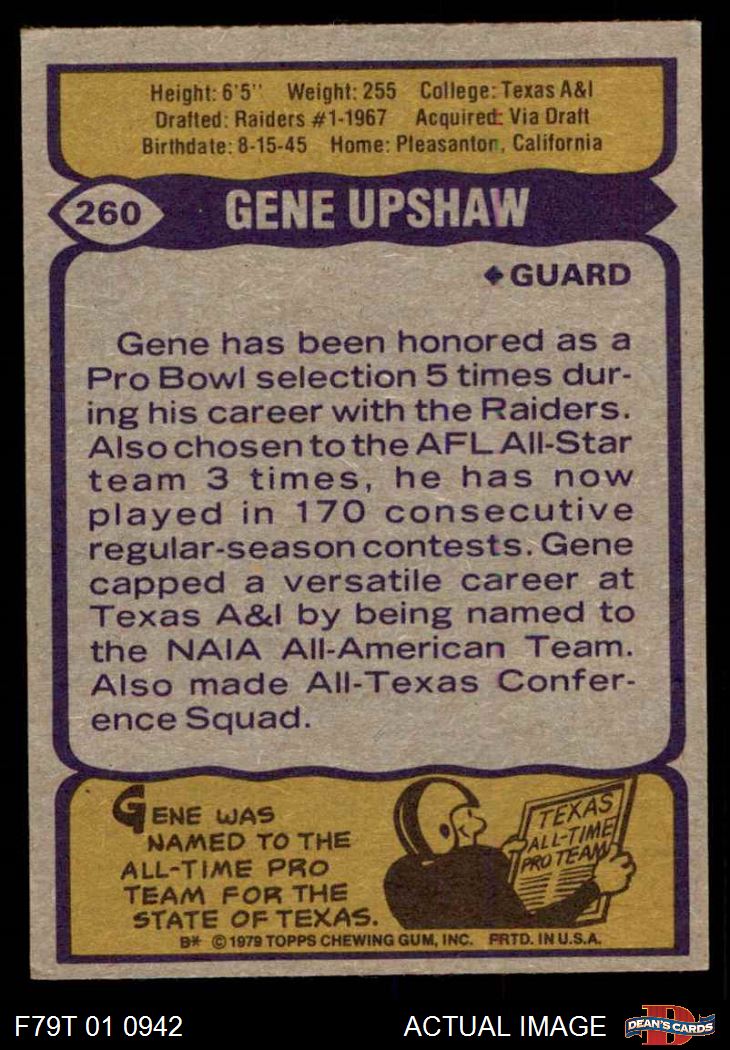 Height: 6'5" Weight: 255 College: Texas A&I
Drafted: Raiders #1-1967 Acquired: Via Draft
Birthdate: 8-15-45 Home: Pleasanton, California
260 GENE UPSHAW
GUARD
Gene has been honored as a
Pro Bowl selection 5 times dur-
ing his career with the Raiders.
Also chosen to the AFL All-Star
team 3 times, he has now
played in 170 consecutive
regular-season contests. Gene
capped a versatile career at
Texas A&I by being named to
the NAIA All-American Team.
Also made All-Texas Confer-
ence Squad.
GENE WAS
NAMED TO THE
ALL-TIME PRO
TEAM FOR THE
STATE OF TEXAS.
TEXAS
ALL-TIME
PRO TEAM
B* © 1979 TOPPS CHEWING GUM, INC. PRTD. IN U.S.A.
F79T 01 0942 ACTUAL IMAGE DEAN'S CARDS